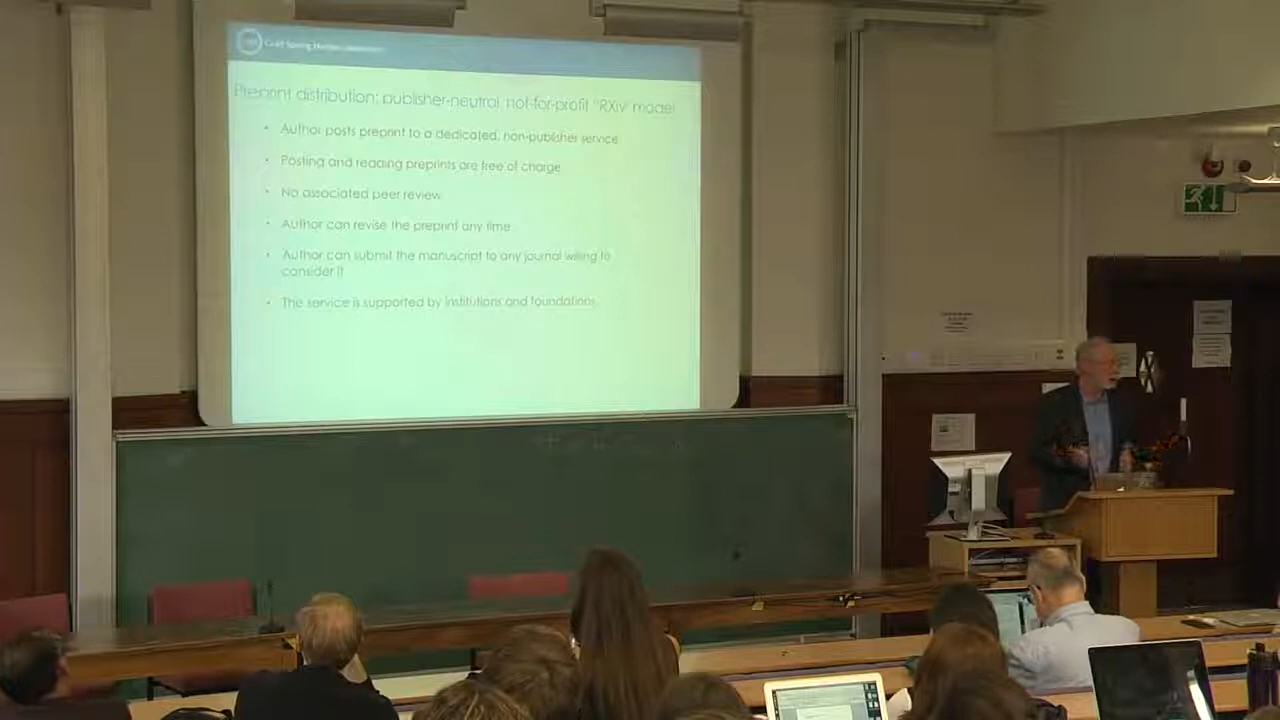 Cold Spring Harbor Laboratory
Preprint distribution: publisher-neutral, not-for-profit "RXiv' model
• Author posts preprint to a dedicated, non-publisher service
• Posting and reading preprints are free of charge
• No associated peer review
• Author can revise the preprint any time
• Author can submit the manuscript to any journal willing to
consider it
• The service is supported by institutions and foundations